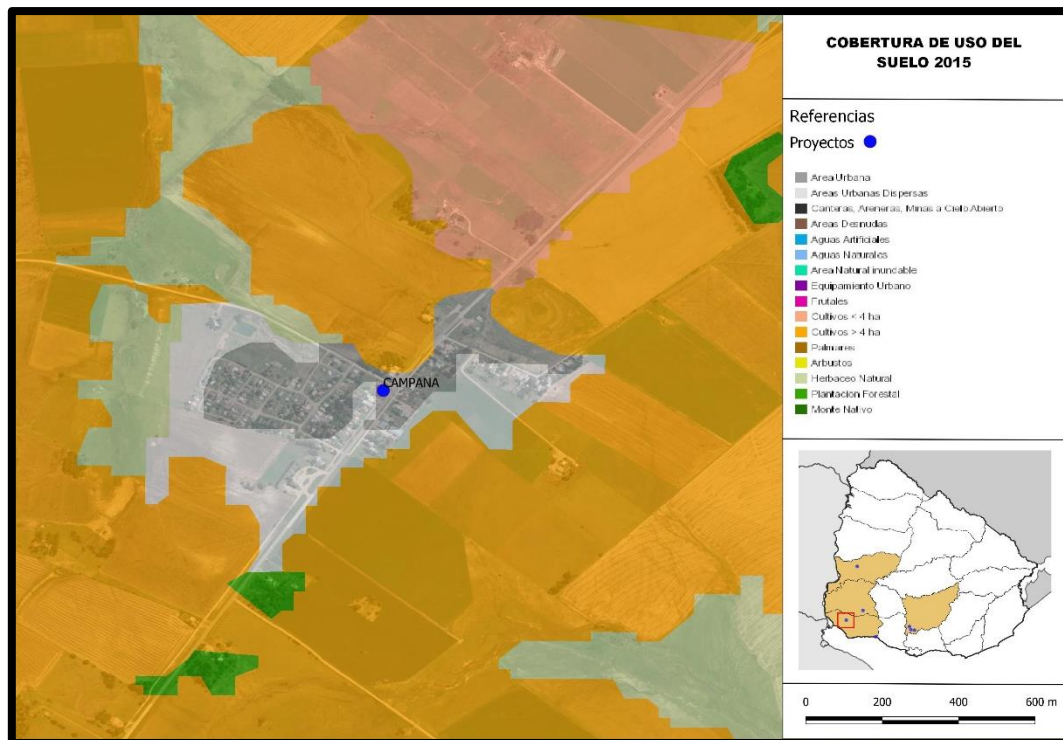 COBERTURA DE USO DEL
SUELO 2015
Referencias
Proyectos
Area Urbana
Areas Urbanas Dispersas
Canteras, Areneras, Minas a Cielo Abierto
Areas Desnudas
Aguas Artificiales
Aguas Naturales
Area Natural inundable
Equipamiento Urbano
Frutales
Cultivos < 4 ha
Cultivos > 4 ha
Palmares
Arbustos
Herbaceo Natural
Plantacion Forestal
Monte Nativo
CAMPANA
0 200 400 600 m